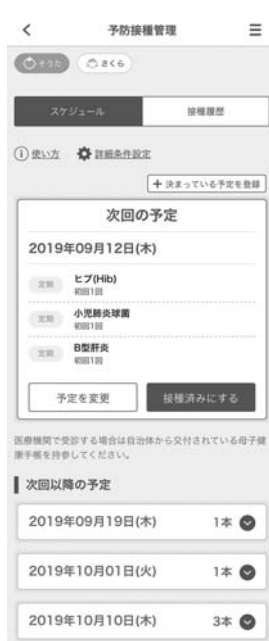 予防接種管理
そうた
さくら
スケジュール
接種履歴
使い方
詳細条件設定
+ 決まっている予定を登録
次回の予定
2019年09月12日(木)
定期
ヒブ(Hib)
初回1回
定期
小児肺炎球菌
初回1回
定期
B型肝炎
初回1回
予定を変更
接種済みにする
医療機関で受診する場合は自治体から交付されている母子健
康手帳を持参してください。
次回以降の予定
2019年09月19日(木) 1本
2019年10月01日(火) 1本
2019年10月10日(木) 3本